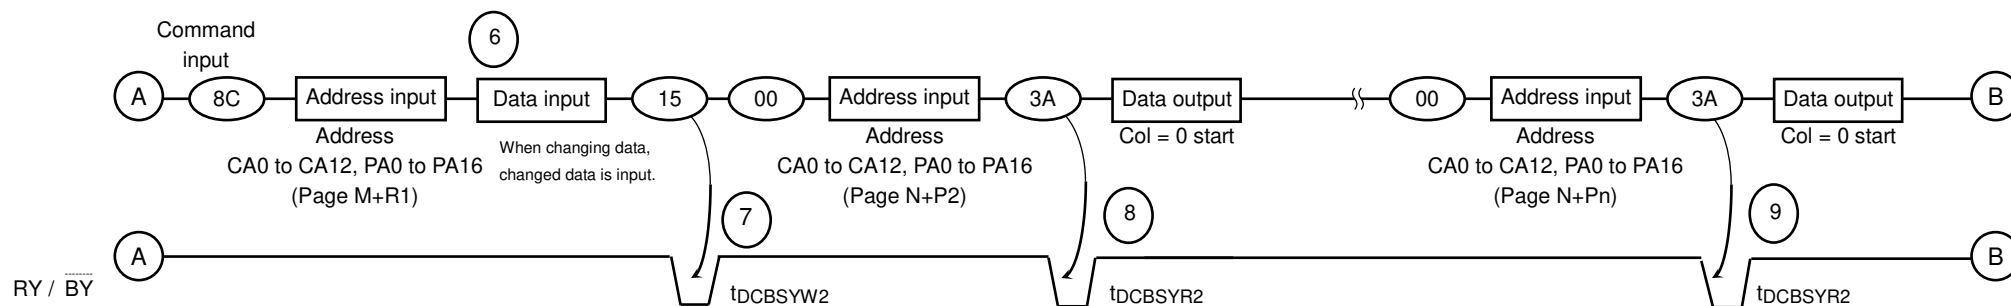 Command
input
6
A
8C
Address input
Data input
15
00
Address input
3A
Data output
00
Address input
3A
Data output
B
Address
CA0 to CA12, PA0 to PA16
(Page M+R1)
When changing data,
changed data is input.
Address
CA0 to CA12, PA0 to PA16
(Page N+P2)
Col = 0 start
Address
CA0 to CA12, PA0 to PA16
(Page N+Pn)
Col = 0 start
7
8
9
A
B
RY / BY
tDCBSYW2
tDCBSYR2
tDCBSYR2